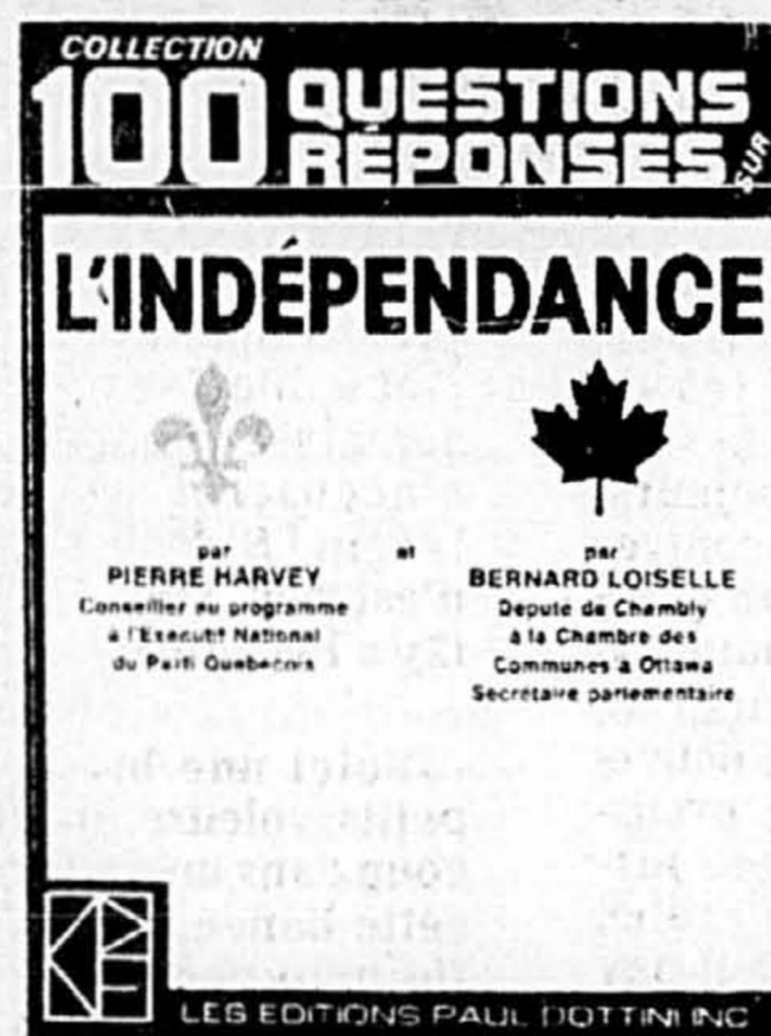 COLLECTION
100 QUESTIONS
RÉPONSES SUR
L'INDÉPENDANCE
par
PIERRE HARVEY
Conseiller au programme
à l'Exécutif National
du Parti Québécois
et
par
BERNARD LOISELLE
Député de Chambly
à la Chambre des
Communes à Ottawa
Secrétaire parlementaire
LES EDITIONS PAUL DOTTINI INC